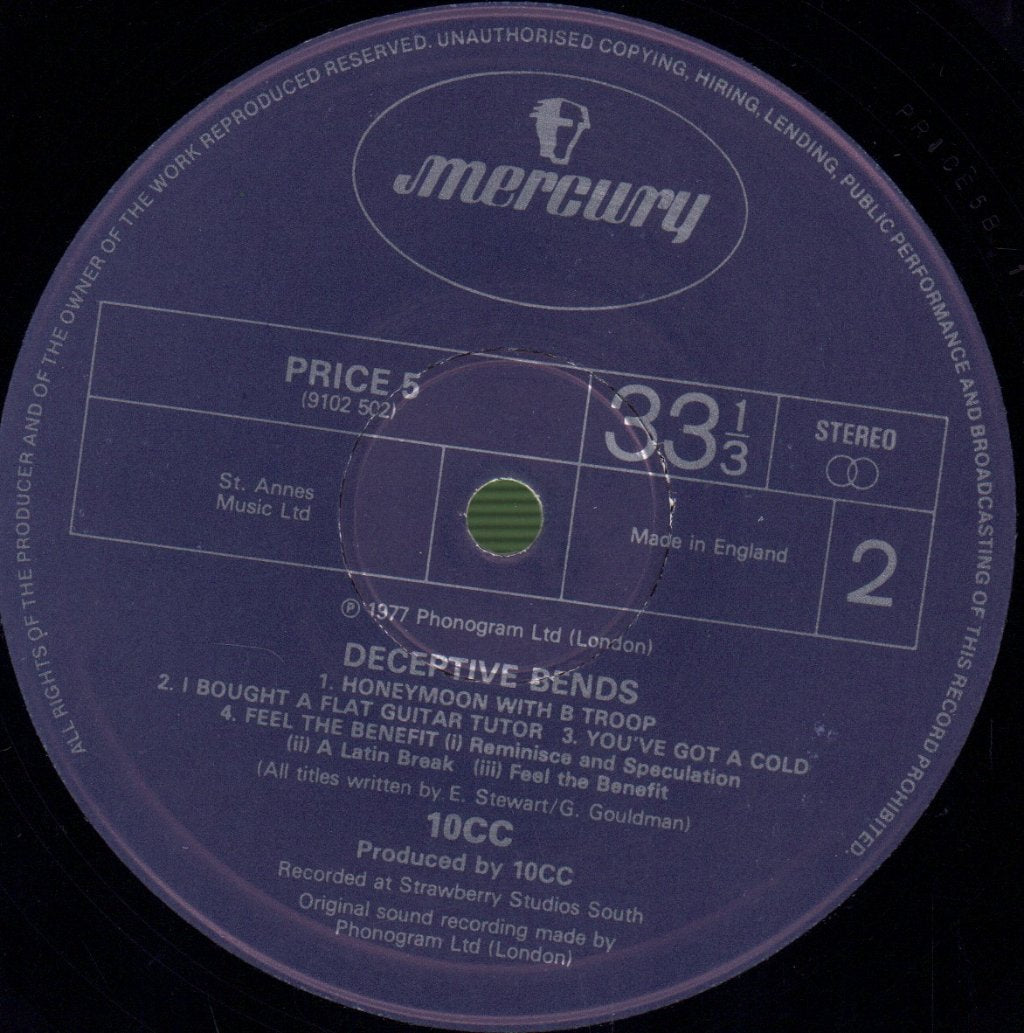 ALL RIGHTS OF THE PRODUCER AND OF THE OWNER OF THE WORK REPRODUCED RESERVED. UNAUTHORISED COPYING, HIRING, LENDING, PUBLIC PERFORMANCE AND BROADCASTING OF THIS RECORD PROHIBITED.
mercury
PRICE 5
(9102 502)
33 1/3
STEREO
St. Annes
Music Ltd
Made in England
2
℗ 1977 Phonogram Ltd (London)
DECEPTIVE BENDS
1. HONEYMOON WITH B TROOP
2. I BOUGHT A FLAT GUITAR TUTOR 3. YOU'VE GOT A COLD
4. FEEL THE BENEFIT (i) Reminisce and Speculation
(ii) A Latin Break (iii) Feel the Benefit
(All titles written by E. Stewart/G. Gouldman)
10CC
Produced by 10CC
Recorded at Strawberry Studios South
Original sound recording made by
Phonogram Ltd (London)